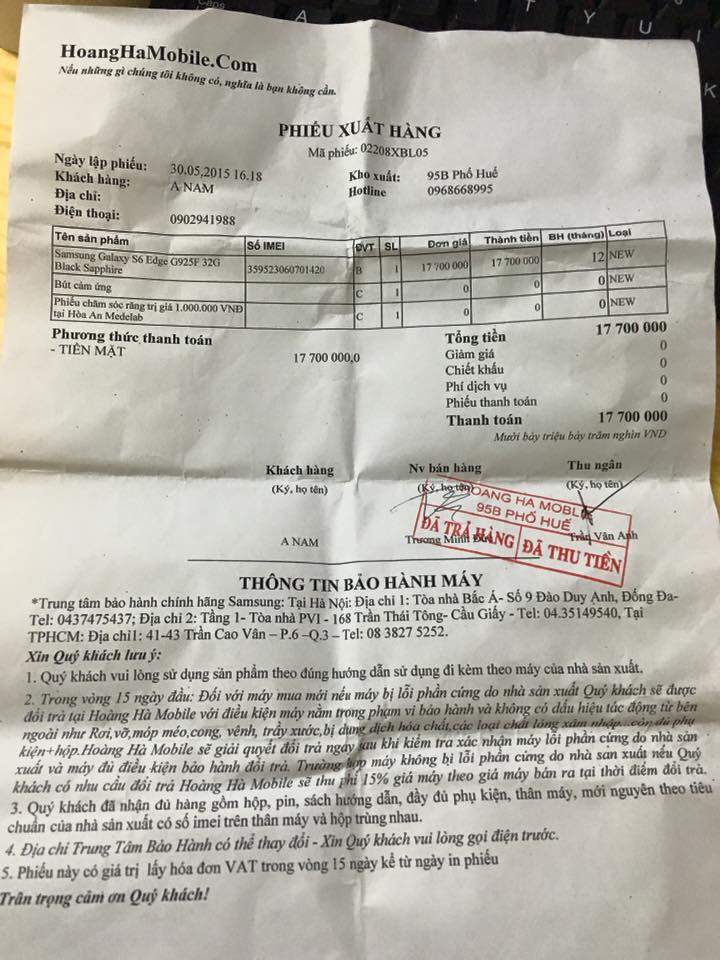 HoangHaMobile.Com
Nếu những gì chúng tôi không có, nghĩa là bạn không cần.
PHIẾU XUẤT HÀNG
Mã phiếu: 02208XBL05
Ngày lập phiếu: 30.05,2015 16.18 Kho xuất: 95B Phố Huế
Khách hàng: A NAM Hotline 0968668995
Địa chỉ:
Điện thoại: 0902941988
Tên sản phẩm Số IMEI ĐVT SL Đơn giá Thành tiền BH (tháng) Loại
Samsung Galaxy S6 Edge G925F 32G
Black Sapphire 359523060701420 B 1 17 700 000 17 700 000 12 NEW
Bút cảm ứng C 1 0 0 0 NEW
Phiếu chăm sóc răng trị giá 1.000.000 VNĐ
tại Hòa An Medelab C 1 0 0 0 NEW
Phương thức thanh toán Tổng tiền 17 700 000
- TIỀN MẶT 17 700 000,0 Giảm giá 0
Chiết khấu 0
Phí dịch vụ 0
Phiếu thanh toán 0
Thanh toán 17 700 000
Mười bảy triệu bảy trăm nghìn VND
Khách hàng Nv bán hàng Thu ngân
(Ký, họ tên) (Ký, họ tên) (Ký, họ tên)
OANG HA MOBL
95B PHỐ HUẾ
ĐÃ TRẢ HÀNG ĐÃ THU TIỀN
A NAM Trương Minh Trần Vân Anh
THÔNG TIN BẢO HÀNH MÁY
*Trung tâm bảo hành chính hãng Samsung: Tại Hà Nội: Địa chỉ 1: Tòa nhà Bắc Á- Số 9 Đào Duy Anh, Đống Đa-
Tel: 0437475437; Địa chỉ 2: Tầng 1- Tòa nhà PVI - 168 Trần Thái Tông- Cầu Giấy - Tel: 04.35149540, Tại
TPHCM: Địa chỉ1: 41-43 Trần Cao Vân – P.6 -Q.3 – Tel: 08 3827 5252.
Xin Quý khách lưu ý:
1. Quý khách vui lòng sử dụng sản phẩm theo đúng hướng dẫn sử dụng đi kèm theo máy của nhà sản xuất.
2. Trong vòng 15 ngày đầu: Đối với máy mua mới nếu máy bị lỗi phần cứng do nhà sản xuất Quý khách sẽ được
đổi trả tại Hoàng Hà Mobile với điều kiện máy nằm trong phạm vi bảo hành và không có dấu hiệu tác động từ bên
ngoài như Rơi,vỡ,móp méo,cong, vênh, trầy xước,bị dung dịch hóa chất,các loại chất lỏng xâm nhập...còn đủ phụ
kiện+hộp.Hoàng Hà Mobile sẽ giải quyết đổi trả ngay sau khi kiểm tra xác nhận máy lỗi phần cứng do nhà sản
xuất và máy đủ điều kiện bảo hành đổi trả. Trường hợp máy không bị lỗi phần cứng do nhà sản xuất nếu Quý
khách có nhu cầu đổi trả Hoàng Hà Mobile sẽ thu phí 15% giá máy theo giá máy bán ra tại thời điểm đổi trả.
3. Quý khách đã nhận đủ hàng gồm hộp, pin, sách hướng dẫn, đầy đủ phụ kiện, thân máy, mới nguyên theo tiêu
chuẩn của nhà sản xuất có số imei trên thân máy và hộp trùng nhau.
4. Địa chỉ Trung Tâm Bảo Hành có thể thay đổi - Xin Quý khách vui lòng gọi điện trước.
5. Phiếu này có giá trị lấy hóa đơn VAT trong vòng 15 ngày kể từ ngày in phiếu
Trân trọng cảm ơn Quý khách!